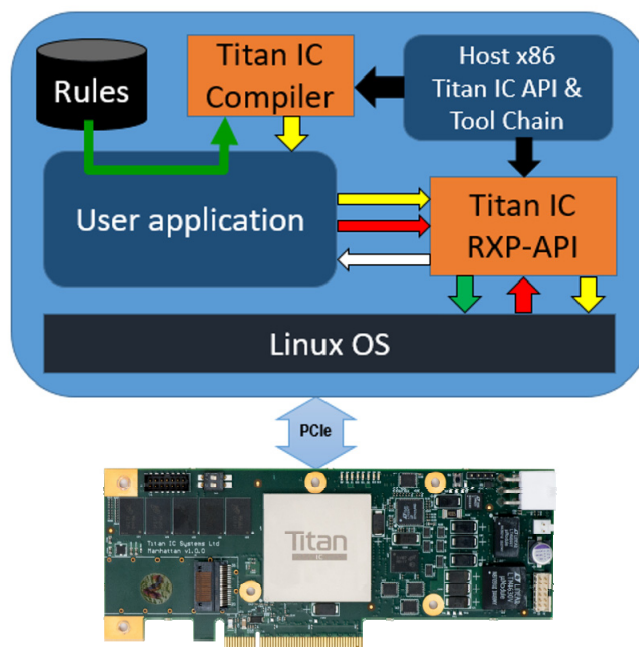 Rules
Titan IC
Compiler
Host x86
Titan IC API &
Tool Chain
User application
Titan IC
RXP-API
Linux OS
PCIe
Titan IC Systems Ltd
Manhattan v1.0.0
Titan
IC